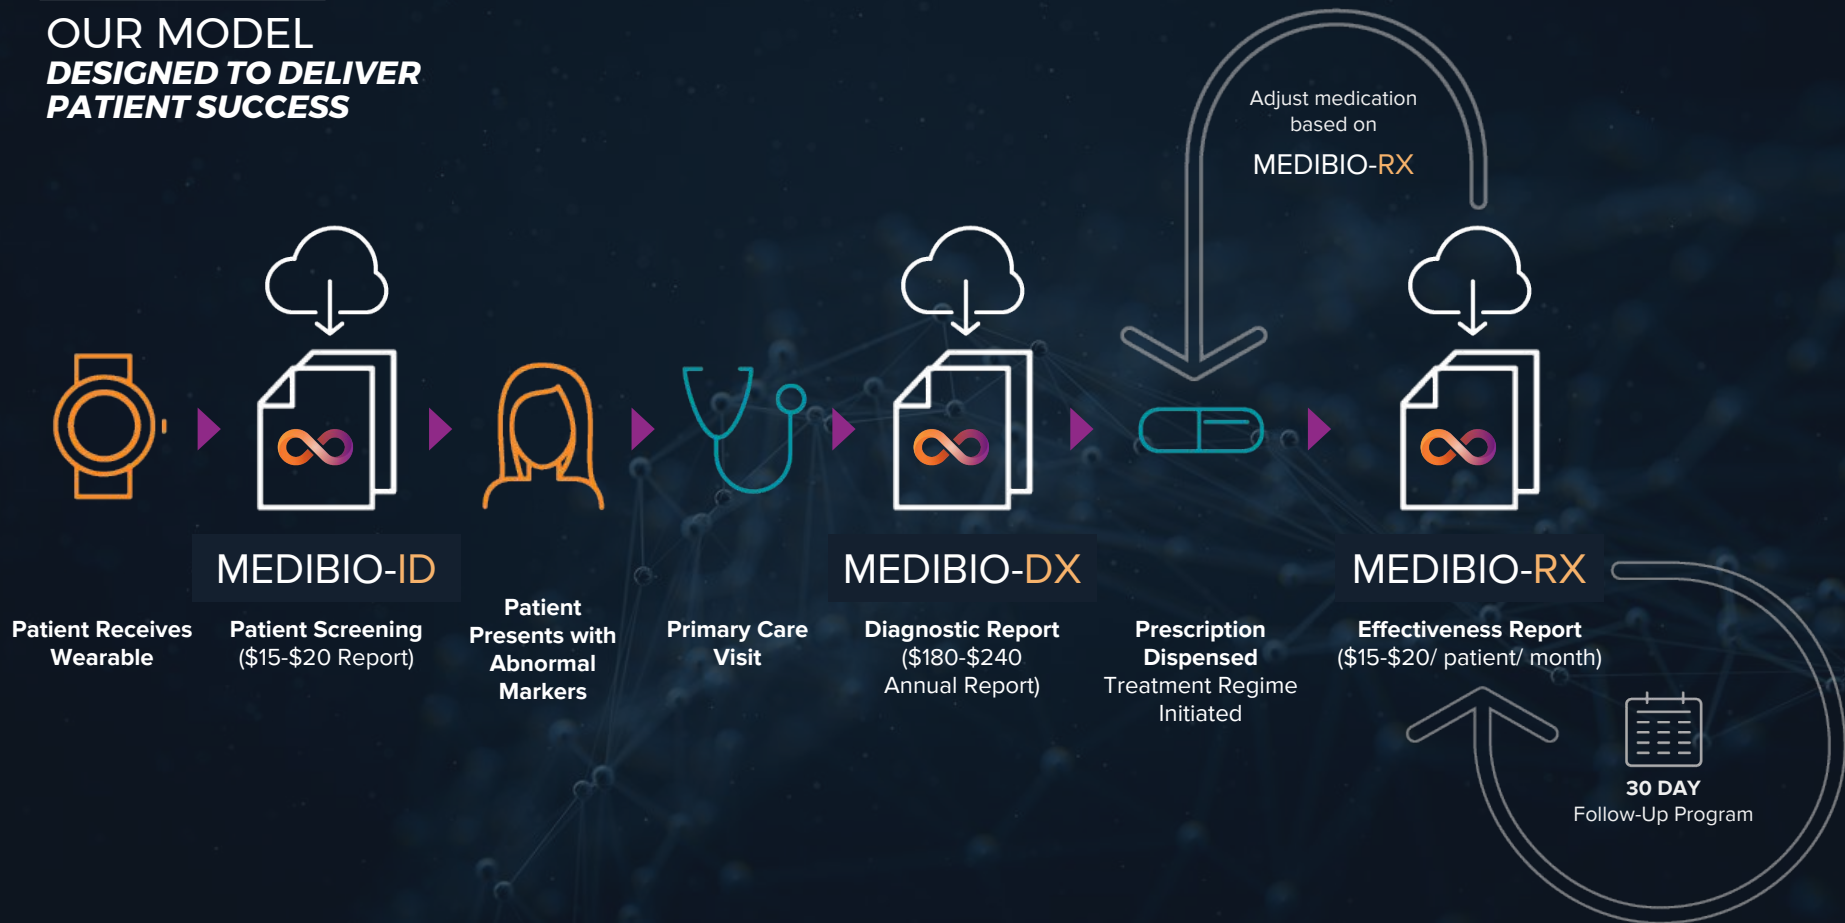 OUR MODEL
DESIGNED TO DELIVER
PATIENT SUCCESS
Adjust medication
based on
MEDIBIO-RX
Patient Receives
Wearable
MEDIBIO-ID
Patient Screening
($15-$20 Report)
Patient
Presents with
Abnormal
Markers
Primary Care
Visit
MEDIBIO-DX
Diagnostic Report
($180-$240
Annual Report)
Prescription
Dispensed
Treatment Regime
Initiated
MEDIBIO-RX
Effectiveness Report
($15-$20/ patient/ month)
30 DAY
Follow-Up Program